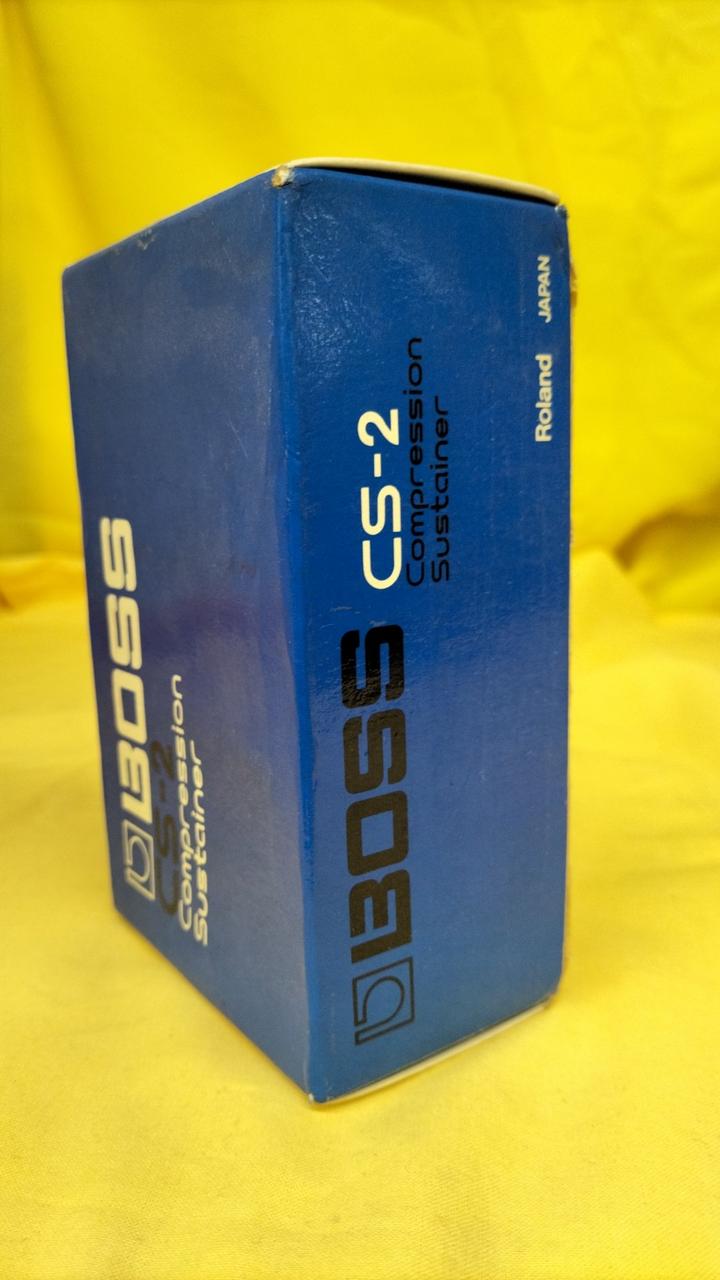 BOSS
CS-2
Compression
Sustainer
BOSS CS-2
Compression
Sustainer
Roland JAPAN